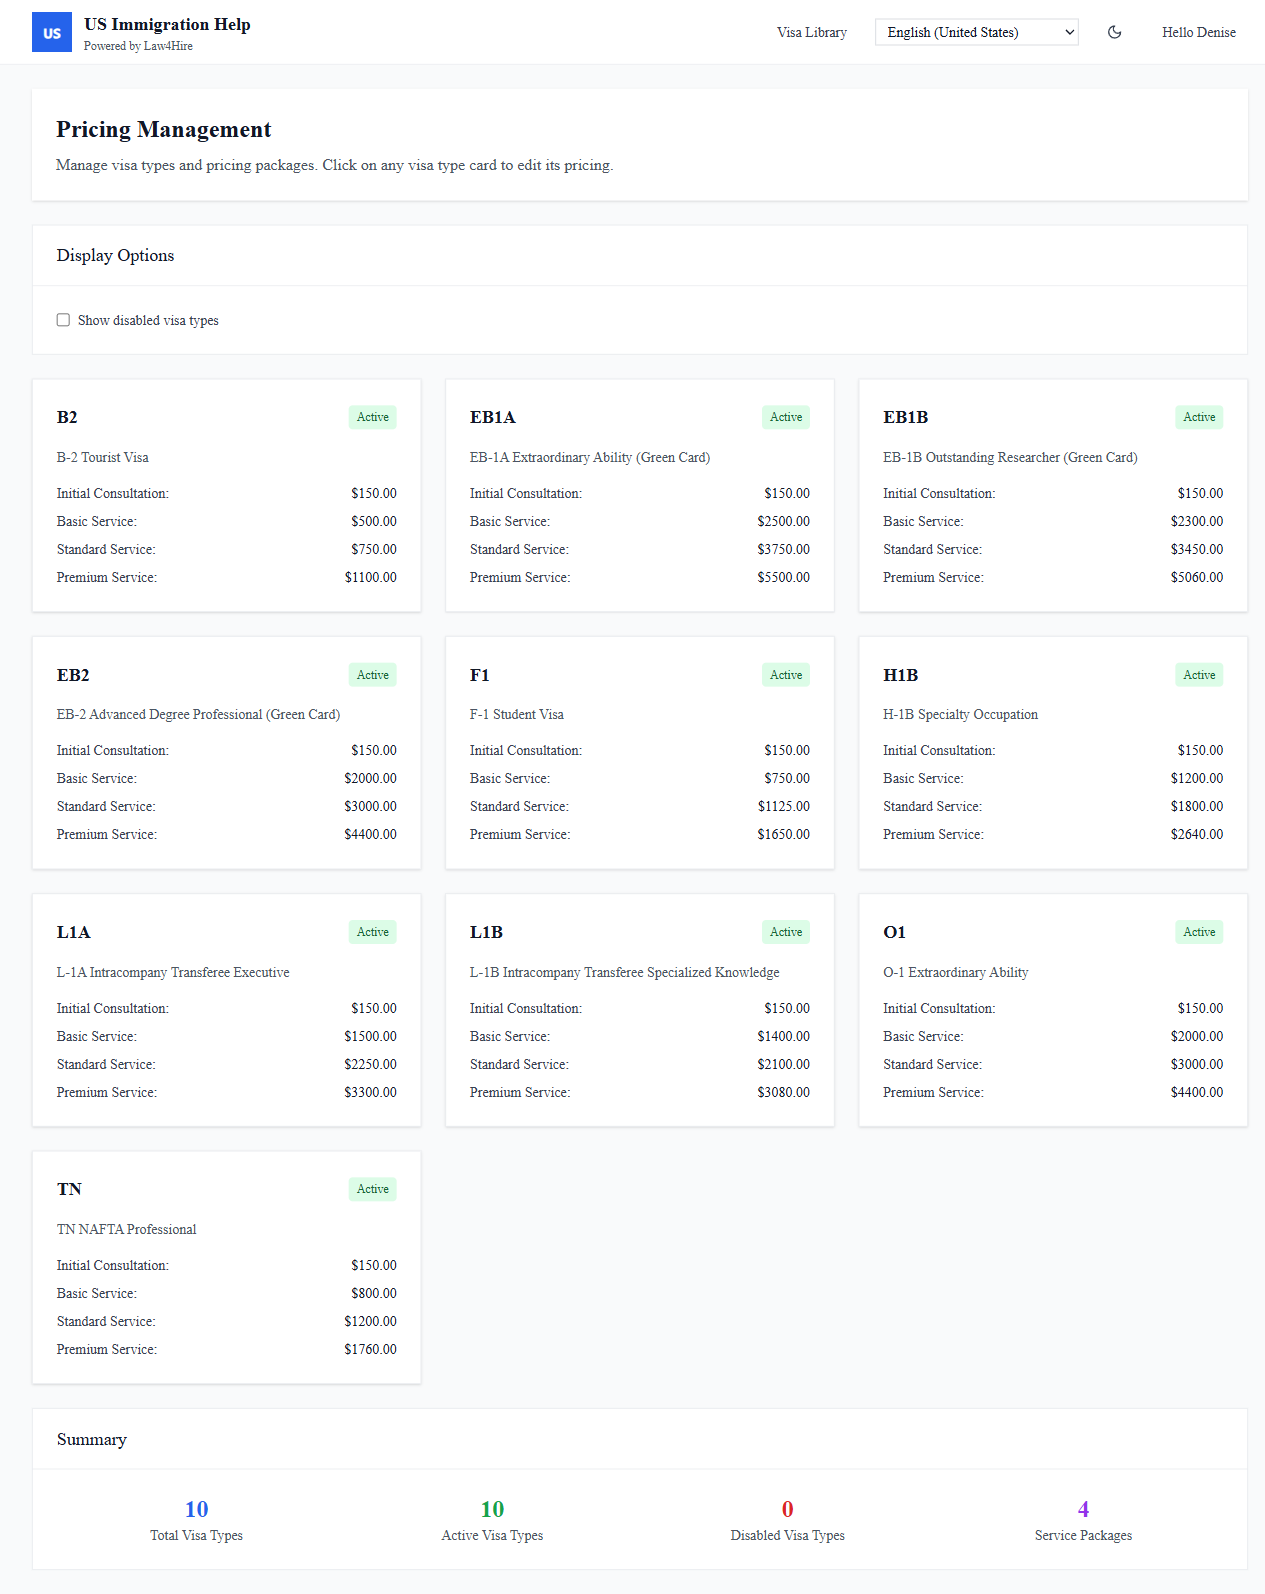 US
US Immigration Help
Powered by Law4Hire
Visa Library
English (United States)
Hello Denise
Pricing Management
Manage visa types and pricing packages. Click on any visa type card to edit its pricing.
Display Options
Show disabled visa types
B2
Active
B-2 Tourist Visa
Initial Consultation: $150.00
Basic Service: $500.00
Standard Service: $750.00
Premium Service: $1100.00
EB1A
Active
EB-1A Extraordinary Ability (Green Card)
Initial Consultation: $150.00
Basic Service: $2500.00
Standard Service: $3750.00
Premium Service: $5500.00
EB1B
Active
EB-1B Outstanding Researcher (Green Card)
Initial Consultation: $150.00
Basic Service: $2300.00
Standard Service: $3450.00
Premium Service: $5060.00
EB2
Active
EB-2 Advanced Degree Professional (Green Card)
Initial Consultation: $150.00
Basic Service: $2000.00
Standard Service: $3000.00
Premium Service: $4400.00
F1
Active
F-1 Student Visa
Initial Consultation: $150.00
Basic Service: $750.00
Standard Service: $1125.00
Premium Service: $1650.00
H1B
Active
H-1B Specialty Occupation
Initial Consultation: $150.00
Basic Service: $1200.00
Standard Service: $1800.00
Premium Service: $2640.00
L1A
Active
L-1A Intracompany Transferee Executive
Initial Consultation: $150.00
Basic Service: $1500.00
Standard Service: $2250.00
Premium Service: $3300.00
L1B
Active
L-1B Intracompany Transferee Specialized Knowledge
Initial Consultation: $150.00
Basic Service: $1400.00
Standard Service: $2100.00
Premium Service: $3080.00
O1
Active
O-1 Extraordinary Ability
Initial Consultation: $150.00
Basic Service: $2000.00
Standard Service: $3000.00
Premium Service: $4400.00
TN
Active
TN NAFTA Professional
Initial Consultation: $150.00
Basic Service: $800.00
Standard Service: $1200.00
Premium Service: $1760.00
Summary
10
Total Visa Types
10
Active Visa Types
0
Disabled Visa Types
4
Service Packages